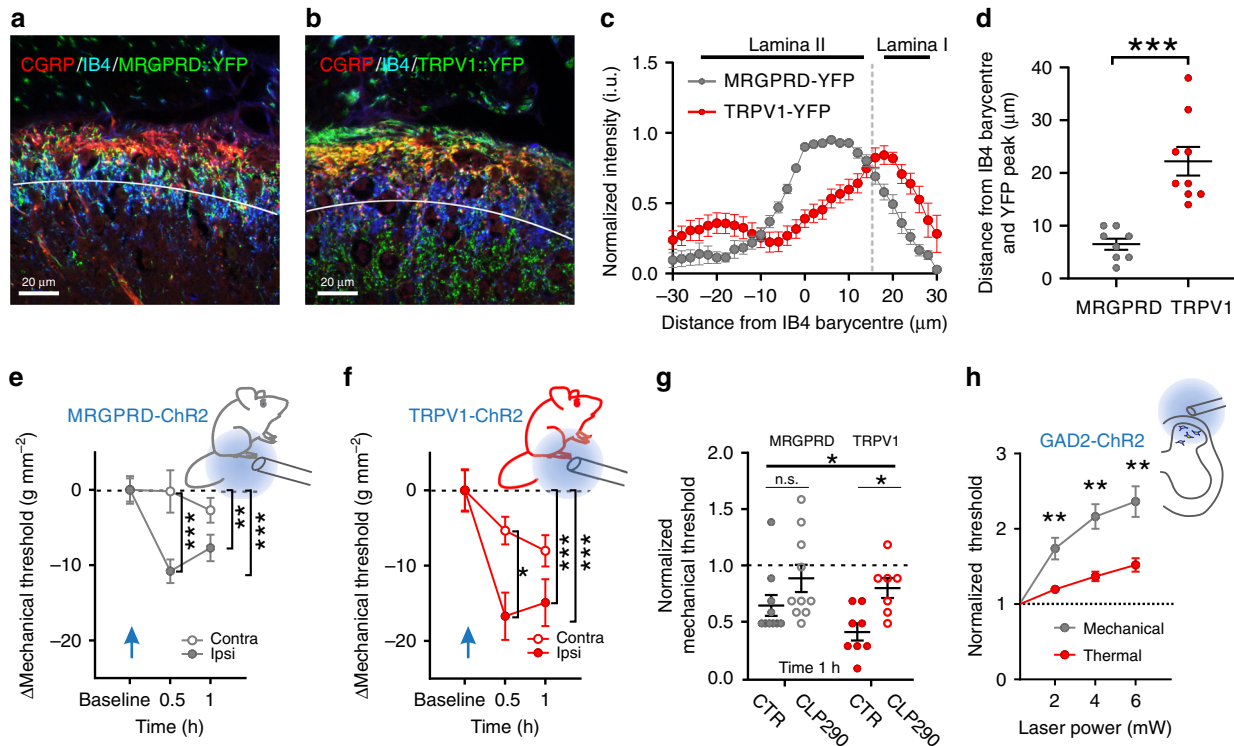 a
CGRP/IB4/MRGPRD::YFP
20 µm
b
CGRP/IB4/TRPV1::YFP
20 µm
c
Lamina II
Lamina I
MRGPRD-YFP
TRPV1-YFP
Normalized intensity (i.u.)
1.5
1.0
0.5
0.0
−30 −20 −10 0 10 20 30
Distance from IB4 barycentre (µm)
d
***
Distance from IB4 barycentre
and YFP peak (µm)
40
30
20
10
0
MRGPRD TRPV1
e
MRGPRD-ChR2
ΔMechanical threshold (g mm−2)
0
−10
−20
***
**
***
Contra
Ipsi
Baseline 0.5 1
Time (h)
f
TRPV1-ChR2
ΔMechanical threshold (g mm−2)
0
−10
−20
*
***
***
Contra
Ipsi
Baseline 0.5 1
Time (h)
g
MRGPRD TRPV1
*
n.s.
*
Normalized
mechanical threshold
2.0
1.5
1.0
0.5
0.0
Time 1 h
CTR CLP290 CTR CLP290
h
GAD2-ChR2
**
**
**
Normalized threshold
3
2
1
0
Mechanical
Thermal
2 4 6
Laser power (mW)